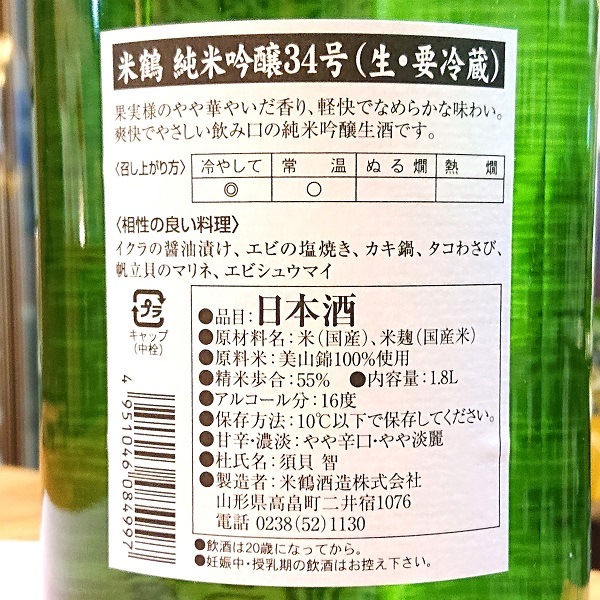 米鶴 純米吟醸34号(生・要冷蔵)
果実様のやや華やいだ香り、軽快でなめらかな味わい。
爽快でやさしい飲み口の純米吟醸生酒です。
〈召し上がり方〉 冷やして 常温 ぬる燗 熱燗
◎ ○
〈相性の良い料理〉
イクラの醤油漬け、エビの塩焼き、カキ鍋、タコわさび、
帆立貝のマリネ、エビシュウマイ
プラ
キャップ
(中栓)
4951046084997
●品目:日本酒
●原材料名:米(国産)、米麹(国産米)
●原料米:美山錦100%使用
●精米歩合:55% ●内容量:1.8L
●アルコール分:16度
●保存方法:10℃以下で保存してください。
●甘辛・濃淡:やや辛口・やや淡麗
●杜氏名:須貝 智
●製造者:米鶴酒造株式会社
山形県高畠町二井宿1076
電話 0238(52)1130
●飲酒は20歳になってから。
●妊娠中・授乳期の飲酒はお控え下さい。